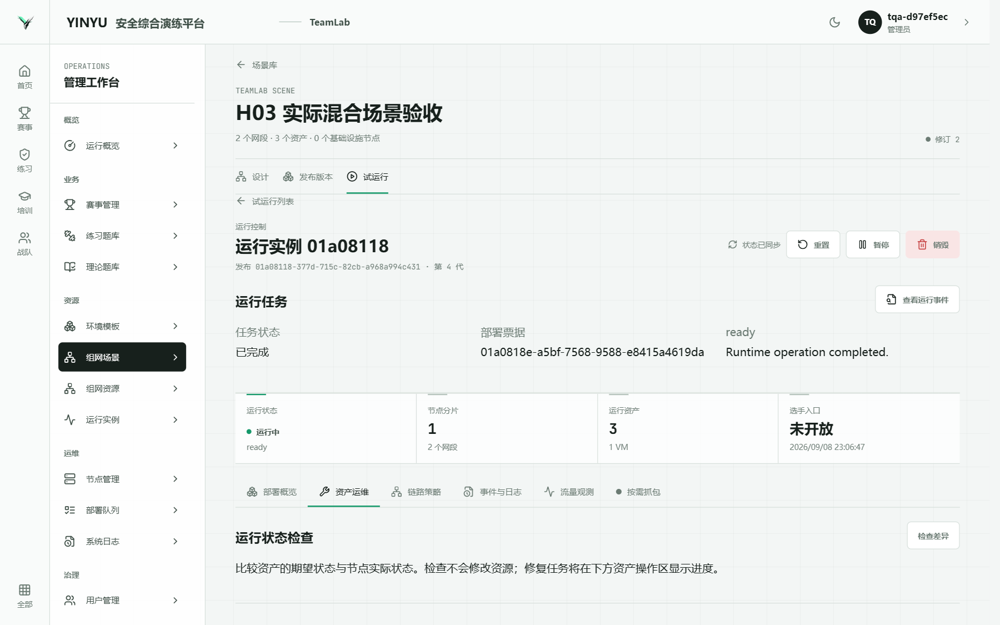 YINYU 安全综合演练平台
TeamLab
TQ
tqa-d97ef5ec
管理员
首页
赛事
练习
培训
战队
全部
OPERATIONS
管理工作台
概览
运行概览
业务
赛事管理
练习题库
理论题库
资源
环境模板
组网场景
组网资源
运行实例
运维
节点管理
部署队列
系统日志
治理
用户管理
场景库
TEAMLAB SCENE
H03 实际混合场景验收
2 个网段 · 3 个资产 · 0 个基础设施节点
修订 2
设计
发布版本
试运行
试运行列表
运行控制
运行实例 01a08118
发布 01a08118-377d-715c-82cb-a968a994c431 · 第 4 代
状态已同步
重置
暂停
销毁
运行任务
查看运行事件
任务状态
已完成
部署票据
01a0818e-a5bf-7568-9588-e8415a4619da
ready
Runtime operation completed.
运行状态
运行中
ready
节点分片
1
2 个网段
运行资产
3
1 VM
选手入口
未开放
2026/09/08 23:06:47
部署概览
资产运维
链路策略
事件与日志
流量观测
按需抓包
运行状态检查
检查差异
比较资产的期望状态与节点实际状态。检查不会修改资源；修复任务将在下方资产操作区显示进度。